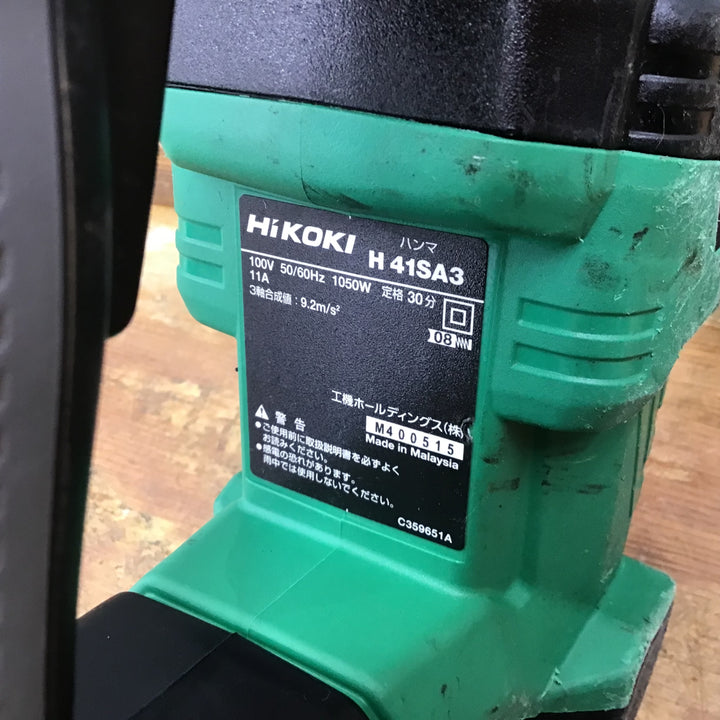 HiKOKI ハンマ H 41SA3
100V 50/60Hz 1050W 定格 30分
11A
3軸合成値：9.2m/s²
08
工機ホールディングス(株)
M400515
Made in Malaysia
警告
●ご使用前に取扱説明書を必ずよく
お読みください。
●感電の恐れがあります。
雨中では使用しないでください。
C359651A